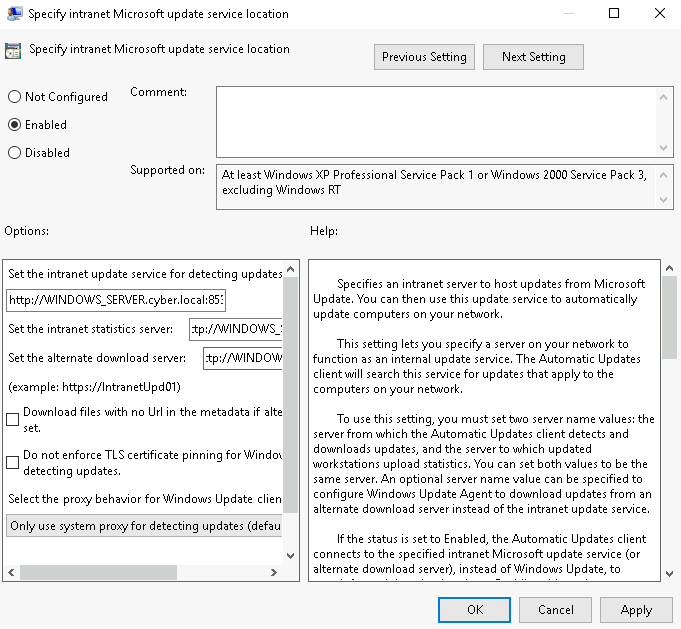 Specify intranet Microsoft update service location
Specify intranet Microsoft update service location
Previous Setting
Next Setting
Not Configured
Enabled
Disabled
Comment:
Supported on:
At least Windows XP Professional Service Pack 1 or Windows 2000 Service Pack 3,
excluding Windows RT
Options:
Help:
Set the intranet update service for detecting updates
http://WINDOWS_SERVER.cyber.local:853
Set the intranet statistics server:
:tp://WINDOWS_S
Set the alternate download server:
:tp://WINDOW
(example: https://IntranetUpd01)
Download files with no Url in the metadata if alte
set.
Do not enforce TLS certificate pinning for Window
detecting updates.
Select the proxy behavior for Windows Update clien
Only use system proxy for detecting updates (defau
Specifies an intranet server to host updates from Microsoft
Update. You can then use this update service to automatically
update computers on your network.
This setting lets you specify a server on your network to
function as an internal update service. The Automatic Updates
client will search this service for updates that apply to the
computers on your network.
To use this setting, you must set two server name values: the
server from which the Automatic Updates client detects and
downloads updates, and the server to which updated
workstations upload statistics. You can set both values to be the
same server. An optional server name value can be specified to
configure Windows Update Agent to download updates from an
alternate download server instead of the intranet update service.
If the status is set to Enabled, the Automatic Updates client
connects to the specified intranet Microsoft update service (or
alternate download server), instead of Windows Update, to
OK
Cancel
Apply